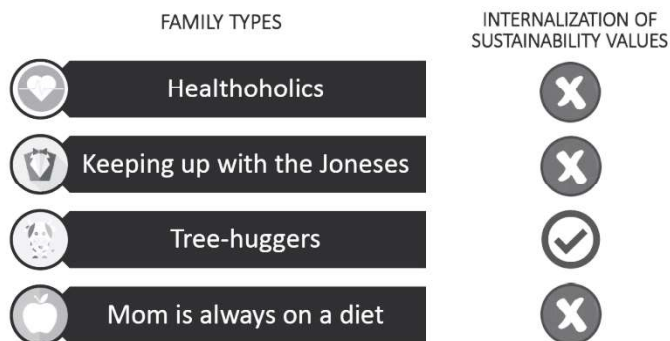 FAMILY TYPES
INTERNALIZATION OF
SUSTAINABILITY VALUES
Healthoholics
Keeping up with the Joneses
Tree-huggers
Mom is always on a diet